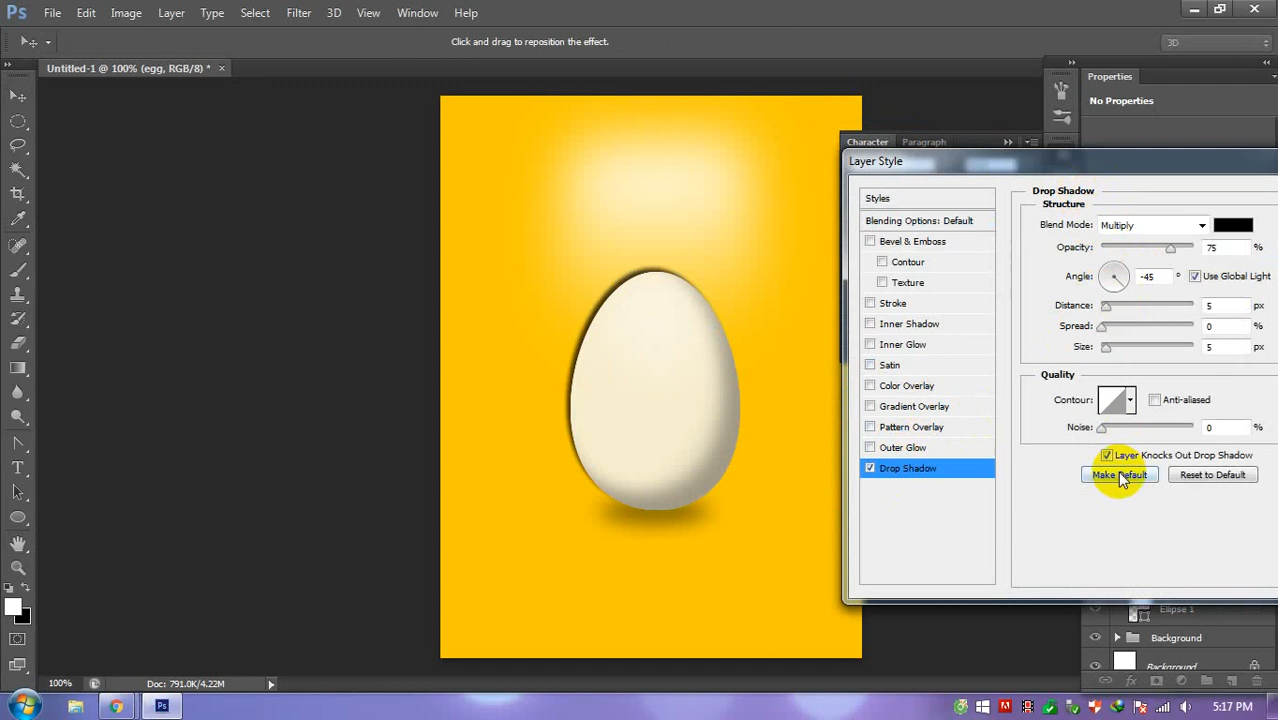 Ps File Edit Image Layer Type Select Filter 3D View Window Help
Click and drag to reposition the effect.
3D
Untitled-1 @ 100% (egg, RGB/8) * ×
Properties
No Properties
Character Paragraph
Layer Style
Styles
Blending Options: Default
Bevel & Emboss
Contour
Texture
Stroke
Inner Shadow
Inner Glow
Satin
Color Overlay
Gradient Overlay
Pattern Overlay
Outer Glow
Drop Shadow
Drop Shadow
Structure
Blend Mode: Multiply
Opacity: 75 %
Angle: -45 ° Use Global Light
Distance: 5 px
Spread: 0 %
Size: 5 px
Quality
Contour: Anti-aliased
Noise: 0 %
Layer Knocks Out Drop Shadow
Make Default Reset to Default
Ellipse 1
Background
Background
100% Doc: 791.0K/4.22M
Ps 5:17 PM